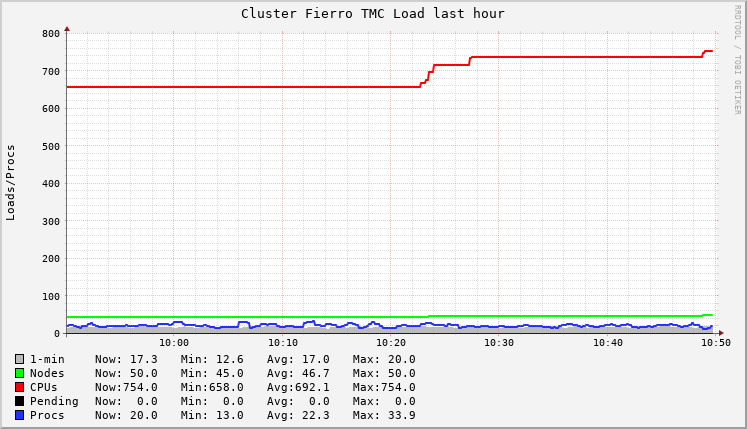 Cluster Fierro TMC Load last hour
RRDTOOL / TOBI OETIKER
Loads/Procs
800
700
600
500
400
300
200
100
0
10:00 10:10 10:20 10:30 10:40 10:50
1-min Now: 17.3 Min: 12.6 Avg: 17.0 Max: 20.0
Nodes Now: 50.0 Min: 45.0 Avg: 46.7 Max: 50.0
CPUs Now:754.0 Min:658.0 Avg:692.1 Max:754.0
Pending Now: 0.0 Min: 0.0 Avg: 0.0 Max: 0.0
Procs Now: 20.0 Min: 13.0 Avg: 22.3 Max: 33.9